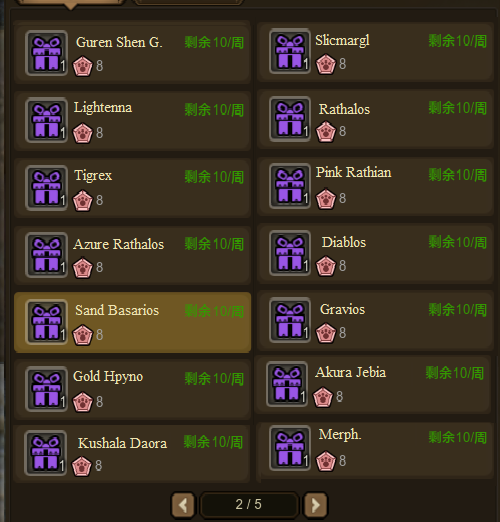 Guren Shen G. 剩余10/周
1 8
Slicmargl 剩余10/周
1 8
Lightenna 剩余10/周
1 8
Rathalos 剩余10/周
1 8
Tigrex 剩余10/周
1 8
Pink Rathian 剩余10/周
1 8
Azure Rathalos 剩余10/周
1 8
Diablos 剩余10/周
1 8
Sand Basarios 剩余10/周
1 8
Gravios 剩余10/周
1 8
Gold Hpyno 剩余10/周
1 8
Akura Jebia 剩余10/周
1 8
Kushala Daora 剩余10/周
1 8
Merph. 剩余10/周
1 8
2 / 5